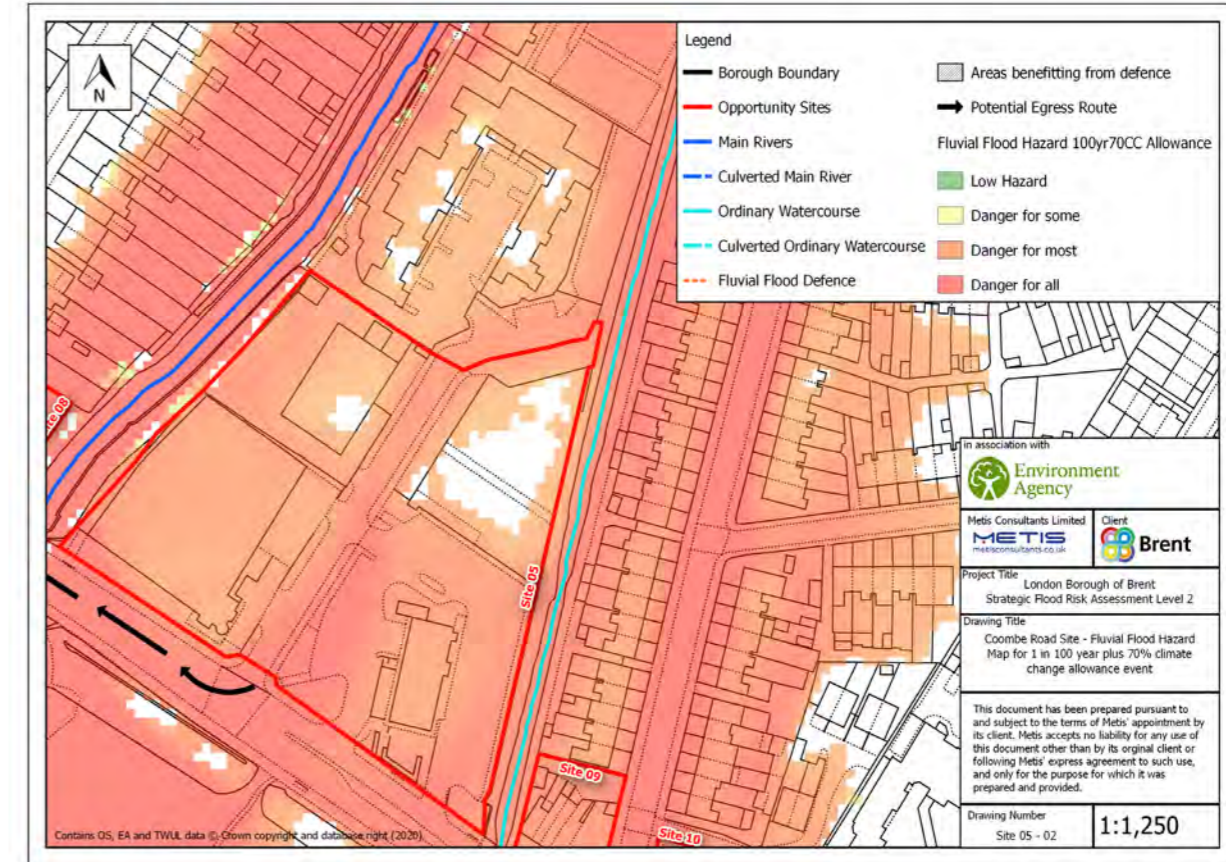 N
Legend
Borough Boundary
Opportunity Sites
Main Rivers
Culverted Main River
Ordinary Watercourse
Culverted Ordinary Watercourse
Fluvial Flood Defence
Areas benefitting from defence
Potential Egress Route
Fluvial Flood Hazard 100yr70CC Allowance
Low Hazard
Danger for some
Danger for most
Danger for all
Site 08
Site 05
Site 09
Site 10
in association with
Environment
Agency
Metis Consultants Limited
METIS
metisconsultants.co.uk
Client
Brent
Project Title
London Borough of Brent
Strategic Flood Risk Assessment Level 2
Drawing Title
Coombe Road Site - Fluvial Flood Hazard
Map for 1 in 100 year plus 70% climate
change allowance event
This document has been prepared pursuant to
and subject to the terms of Metis' appointment by
its client. Metis accepts no liability for any use of
this document other than by its orginal client or
following Metis' express agreement to such use,
and only for the purpose for which it was
prepared and provided.
Drawing Number
Site 05 - 02
1:1,250
Contains OS, EA and TWUL data © Crown copyright and database right (2020)